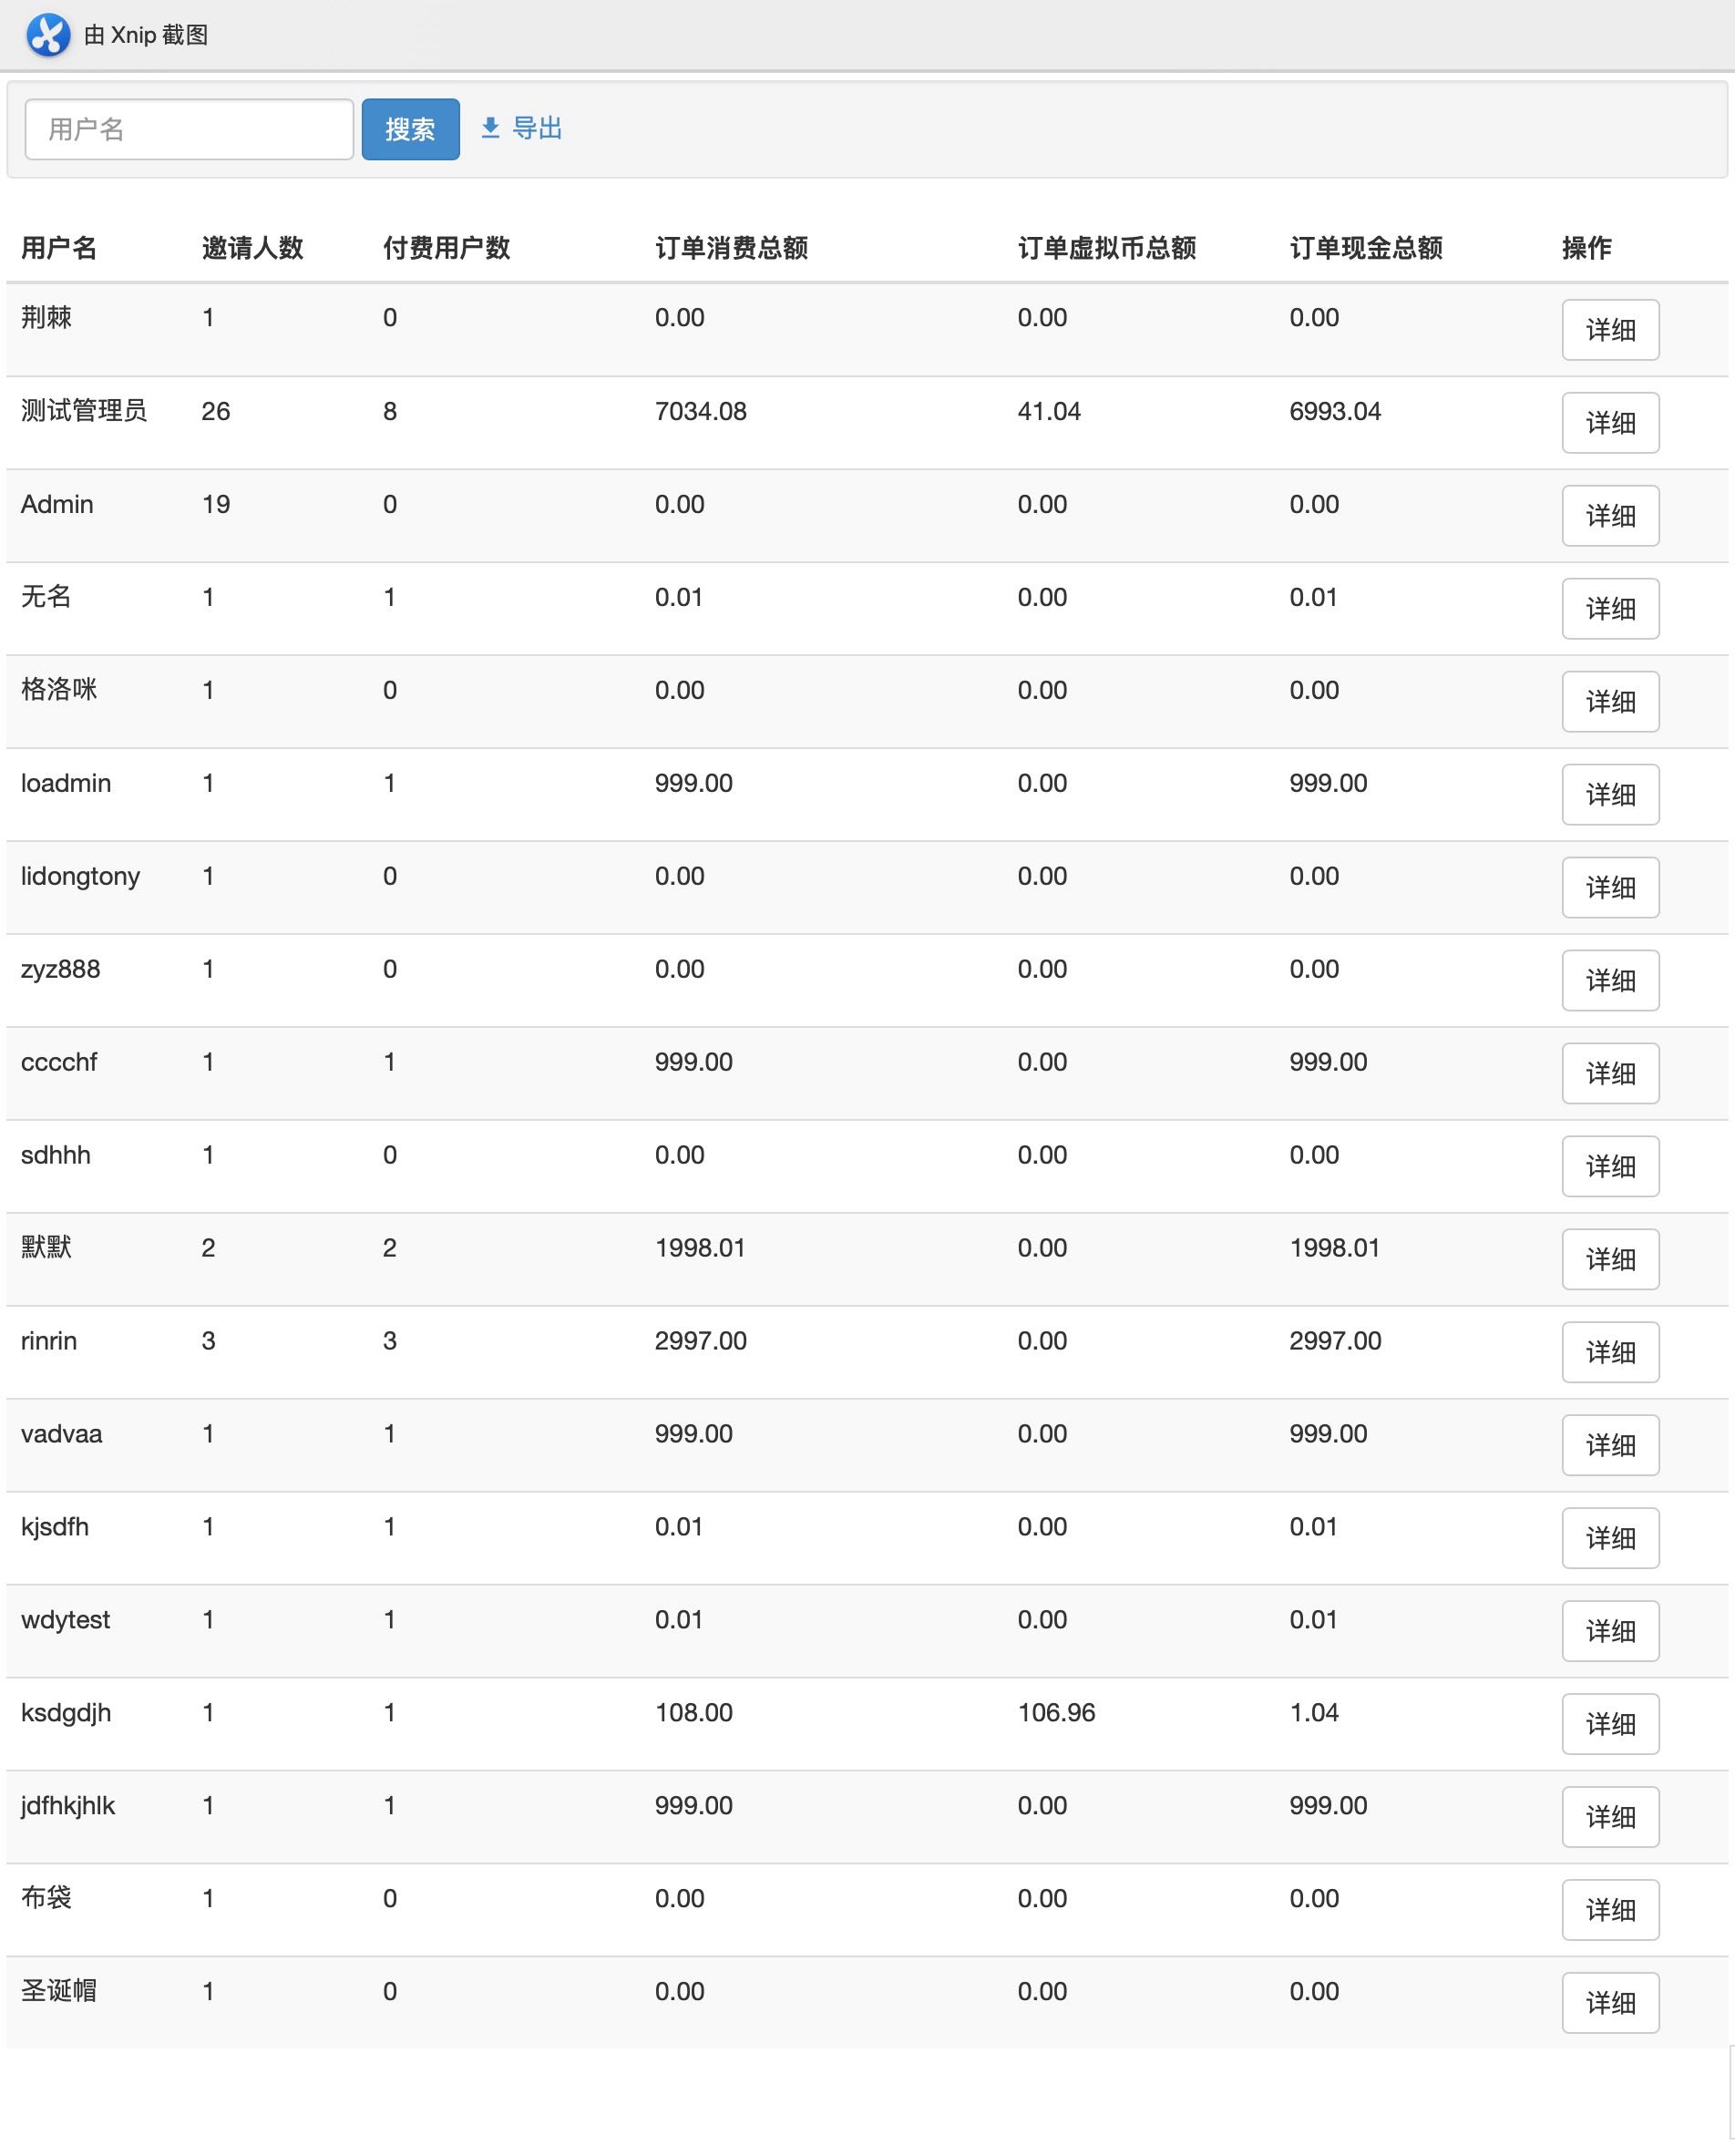 由 Xnip 截图
用户名 搜索 导出
用户名 邀请人数 付费用户数 订单消费总额 订单虚拟币总额 订单现金总额 操作
荆棘 1 0 0.00 0.00 0.00 详细
测试管理员 26 8 7034.08 41.04 6993.04 详细
Admin 19 0 0.00 0.00 0.00 详细
无名 1 1 0.01 0.00 0.01 详细
格洛咪 1 0 0.00 0.00 0.00 详细
loadmin 1 1 999.00 0.00 999.00 详细
lidongtony 1 0 0.00 0.00 0.00 详细
zyz888 1 0 0.00 0.00 0.00 详细
cccchf 1 1 999.00 0.00 999.00 详细
sdhhh 1 0 0.00 0.00 0.00 详细
默默 2 2 1998.01 0.00 1998.01 详细
rinrin 3 3 2997.00 0.00 2997.00 详细
vadvaa 1 1 999.00 0.00 999.00 详细
kjsdfh 1 1 0.01 0.00 0.01 详细
wdytest 1 1 0.01 0.00 0.01 详细
ksdgdjh 1 1 108.00 106.96 1.04 详细
jdfhkjhlk 1 1 999.00 0.00 999.00 详细
布袋 1 0 0.00 0.00 0.00 详细
圣诞帽 1 0 0.00 0.00 0.00 详细